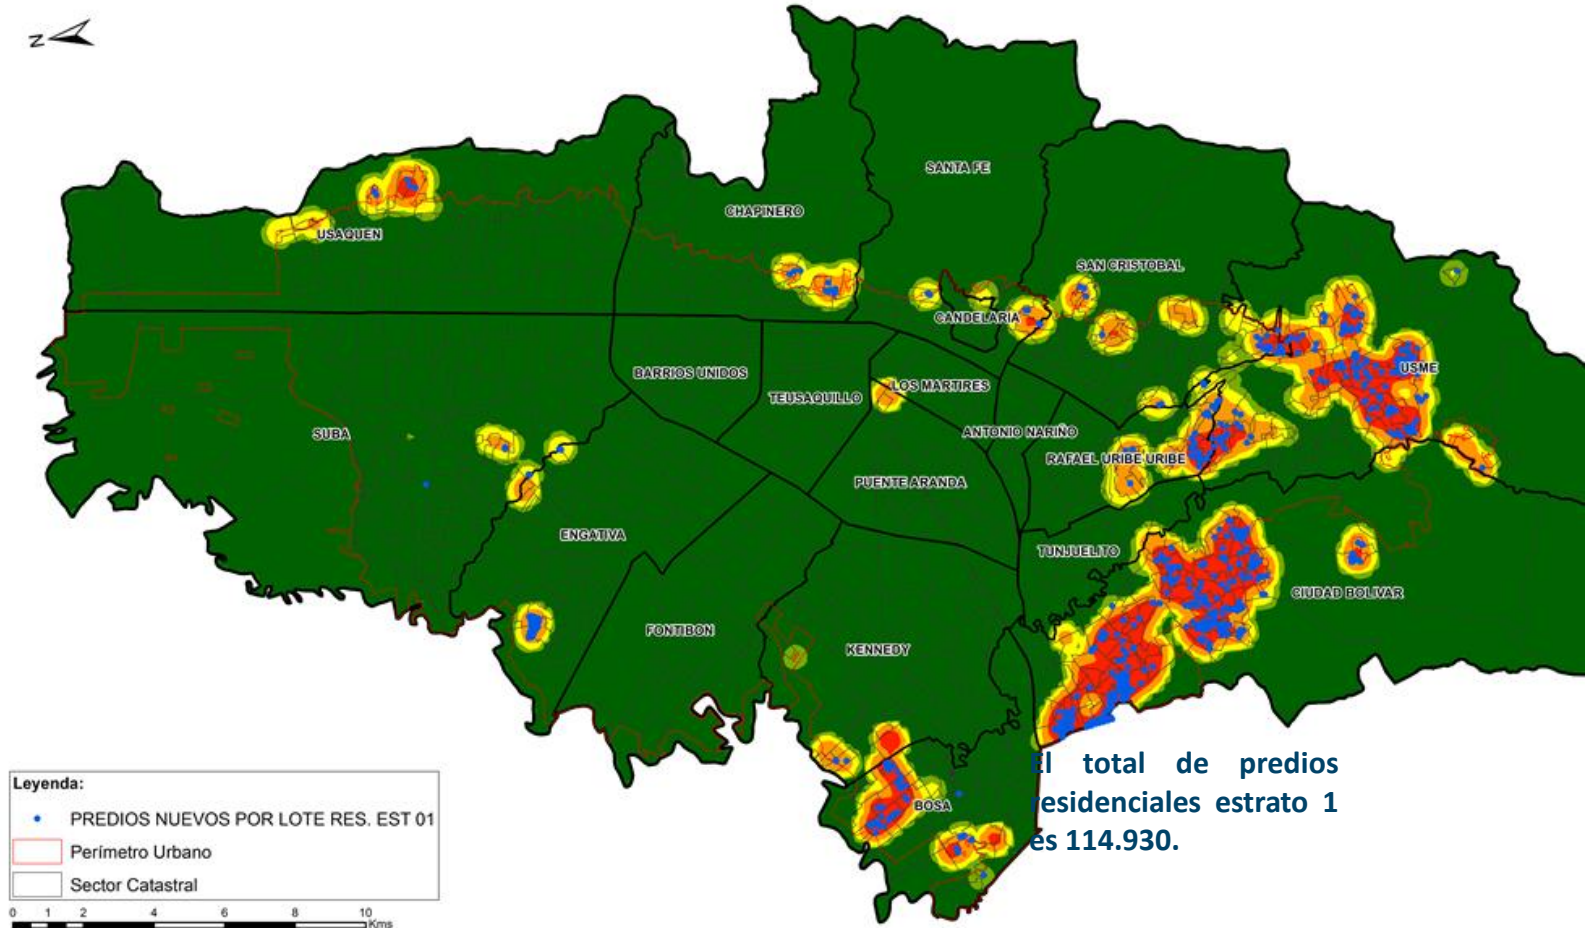 N
SANTA FE
CHAPINERO
USAQUEN
SAN CRISTOBAL
CANDELARIA
BARRIOS UNIDOS
LOS MARTIRES
TEUSAQUILLO
USME
SUBA
ANTONIO NARIÑO
RAFAEL URIBE URIBE
PUENTE ARANDA
ENGATIVA
TUNJUELITO
CIUDAD BOLIVAR
FONTIBON
KENNEDY
BOSA
El total de predios
residenciales estrato 1
es 114.930.
Leyenda:
PREDIOS NUEVOS POR LOTE RES. EST 01
Perímetro Urbano
Sector Catastral
0 1 2 4 6 8 10
Kms